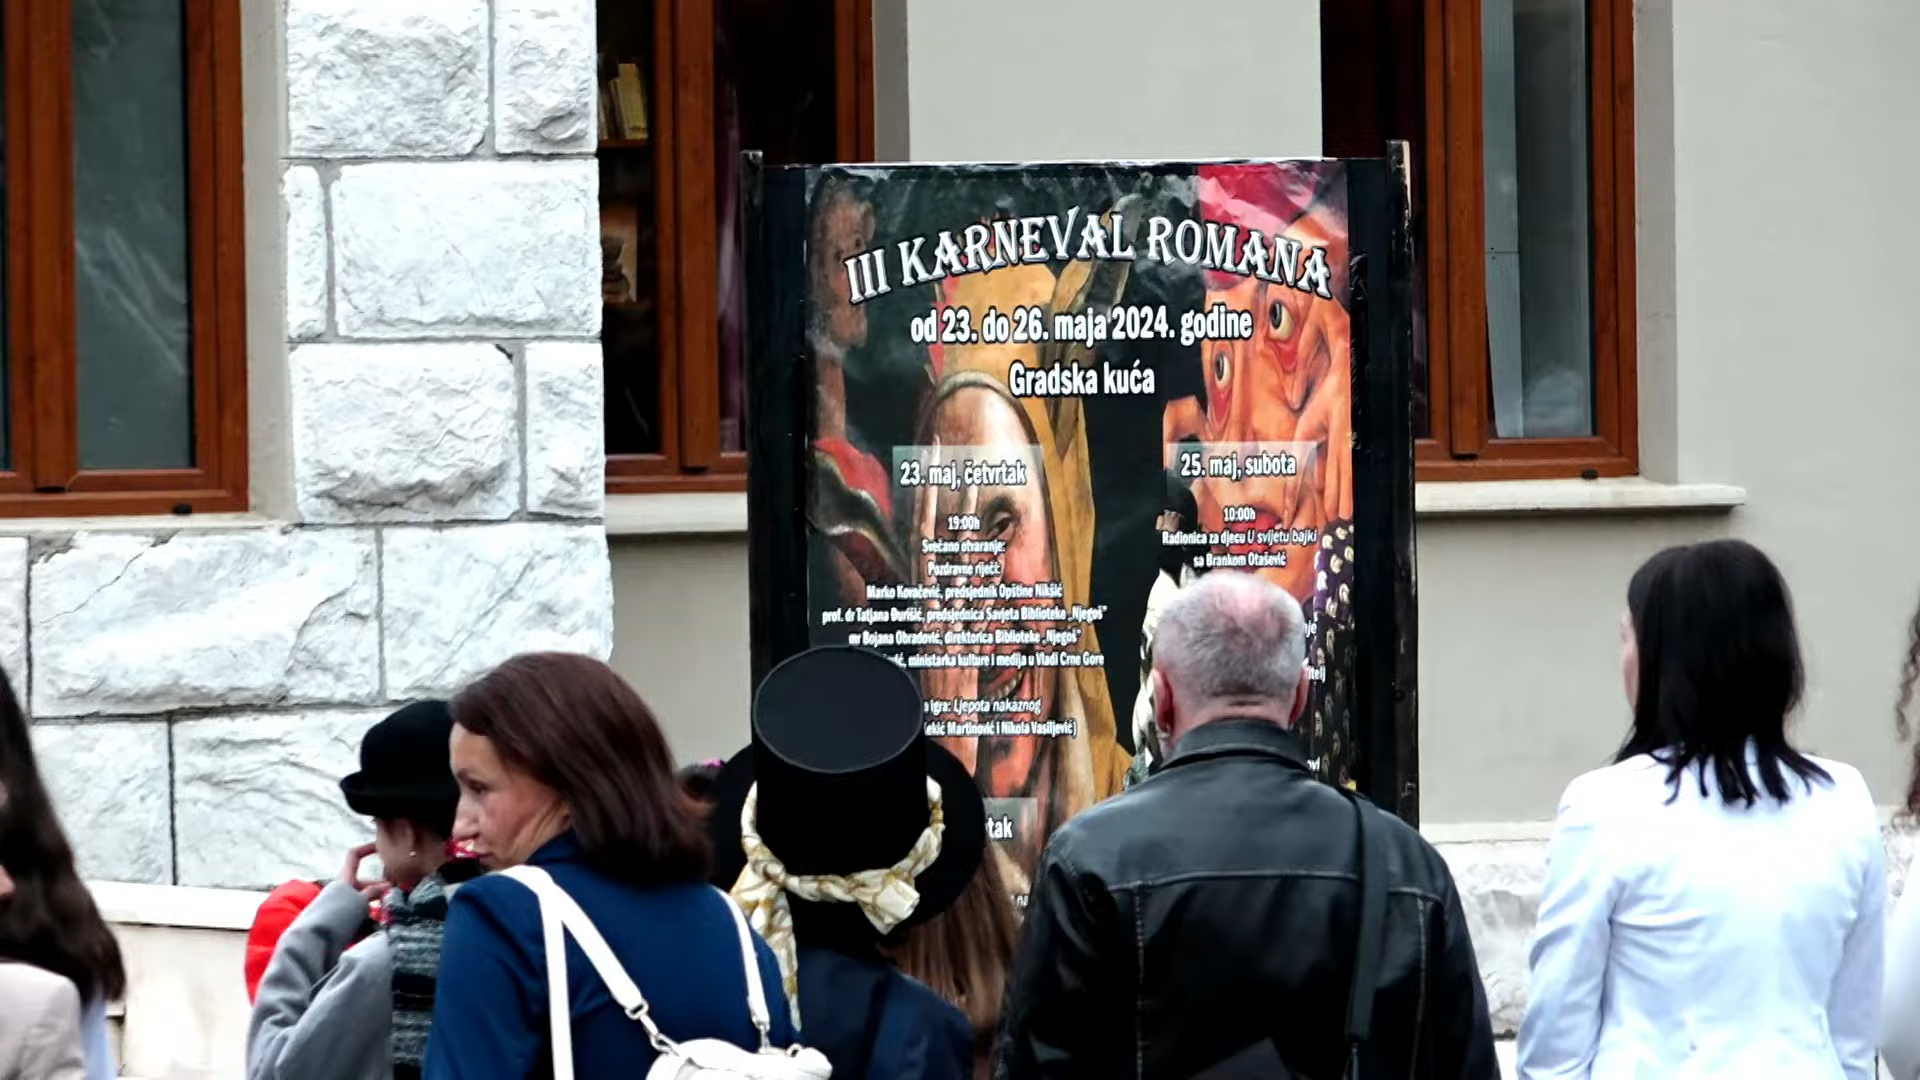 III KARNEVAL ROMANA
od 23. do 26. maja 2024. godine
Gradska kuća
23. maj, četvrtak
19:00h
Svečano otvaranje:
Pozdravne riječi:
Marko Kovačević, predsjednik Opštine Nikšić
prof. dr Tatjana Đurišić, predsjednica Savjeta Biblioteke „Njegoš"
mr Bojana Obradović, direktorica Biblioteke „Njegoš"
ministarka kulture i medija u Vladi Crne Gore
igra: Ljepota nakaznog
Martinović i Nikola Vasiljević)
tak
25. maj, subota
10:00h
Radionica za djecu U svijetu bajki
sa Brankom Otašević